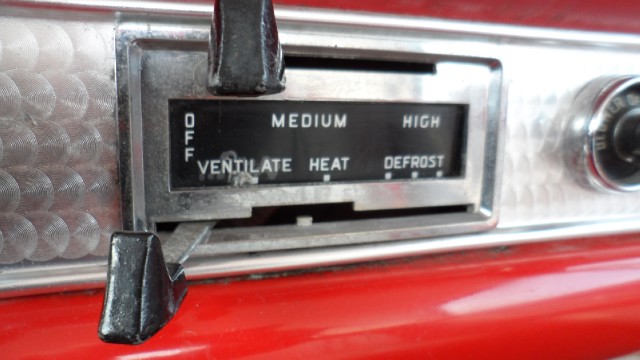 OFF
MEDIUM HIGH
VENTILATE HEAT DEFROST